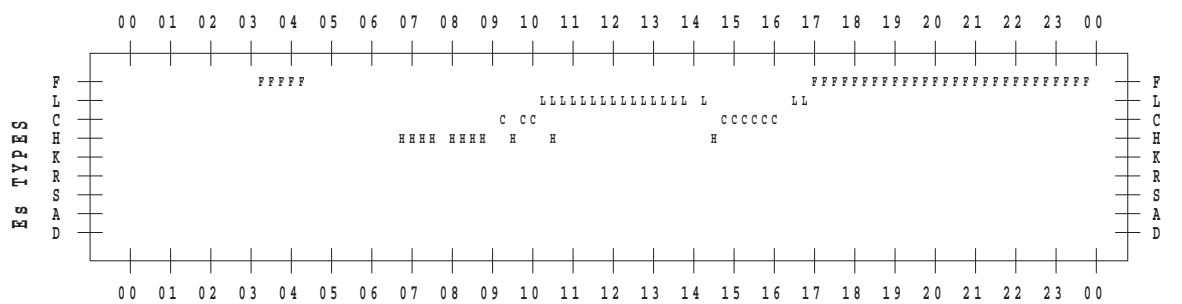 00 01 02 03 04 05 06 07 08 09 10 11 12 13 14 15 16 17 18 19 20 21 22 23 00
F FFFFF FFFFFFFFFFFFFFFFFFFFFFFFFFFF F
L LLLLLLLLLLLLLLL L LL L
C C CC CCCCCC C
H HHHH HHHH H H H H
K K
R R
S S
A A
D D
Es TYPES
00 01 02 03 04 05 06 07 08 09 10 11 12 13 14 15 16 17 18 19 20 21 22 23 00